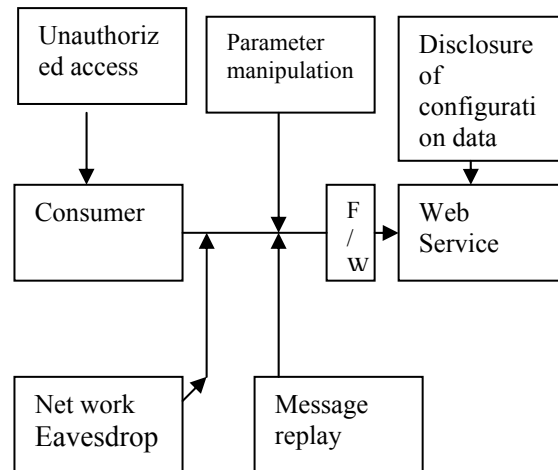 Unauthoriz
ed access
Parameter
manipulation
Disclosure
of
configurati
on data
Consumer
F
/
W
Web
Service
Net work
Eavesdrop
Message
replay